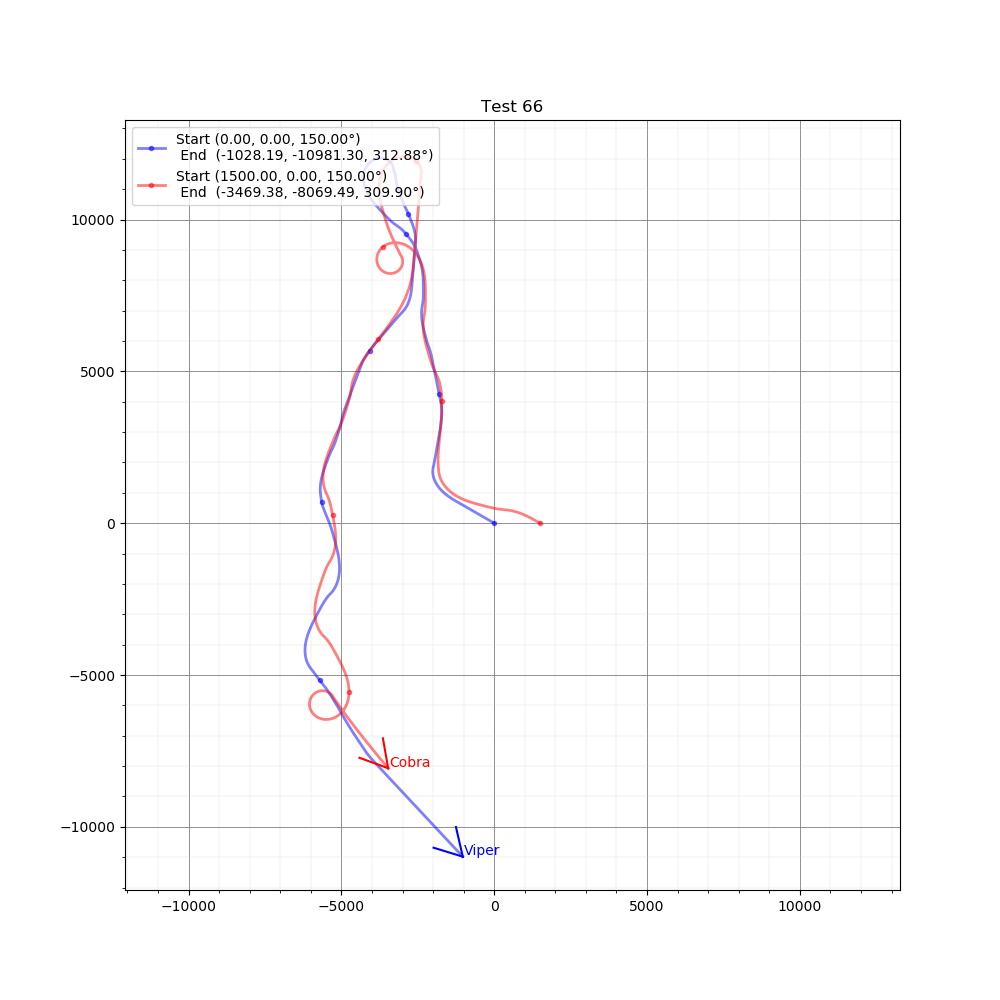 Test 66
Start (0.00, 0.00, 150.00°)
End  (-1028.19, -10981.30, 312.88°)
Start (1500.00, 0.00, 150.00°)
End  (-3469.38, -8069.49, 309.90°)
10000
5000
0
−5000
−10000
Cobra
Viper
−10000
−5000
0
5000
10000